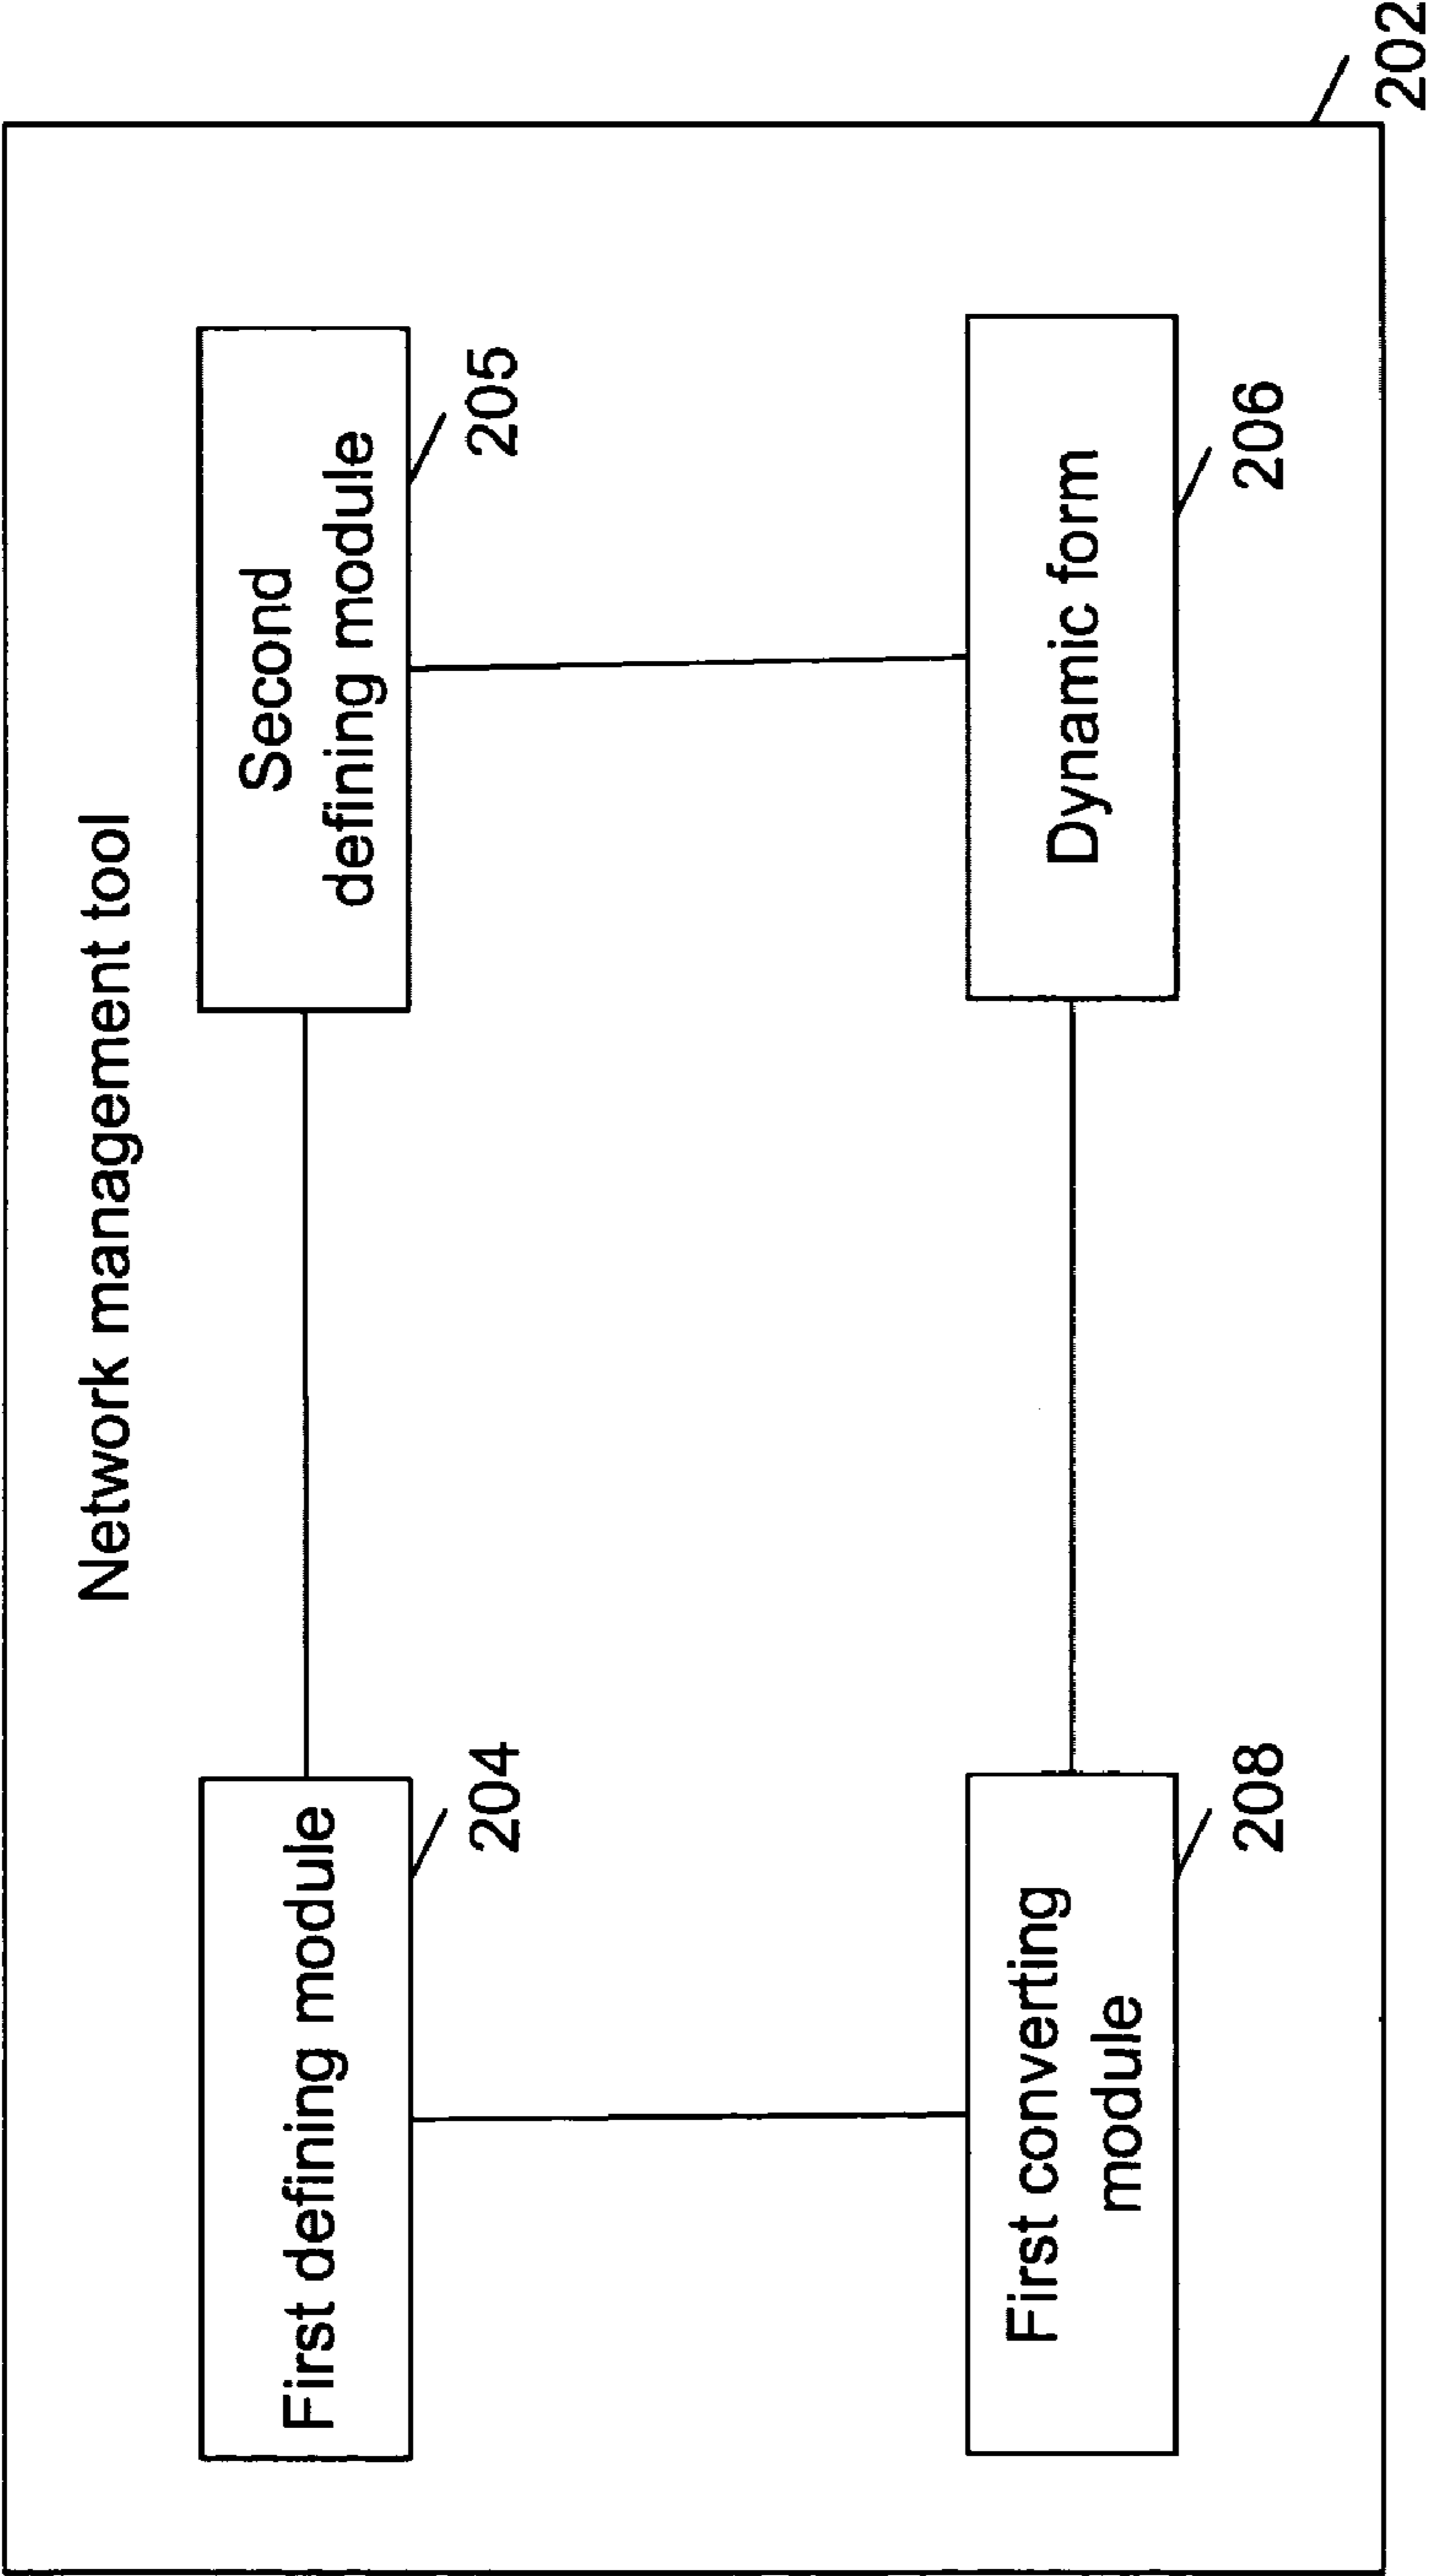 Network management tool
First defining module
204
Second
defining module
205
First converting
module
208
Dynamic form
206
202